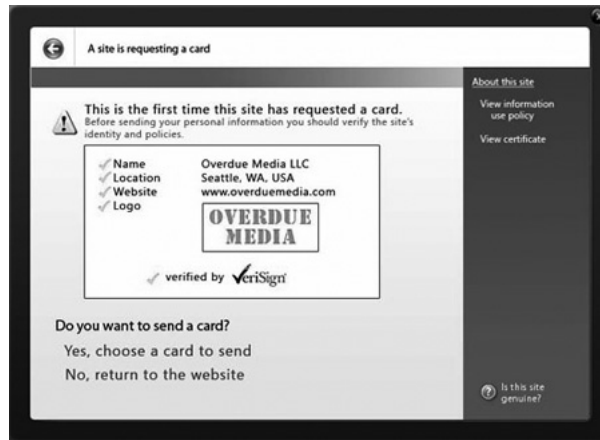 A site is requesting a card
About this site
View information
use policy
View certificate
This is the first time this site has requested a card.
Before sending your personal information you should verify the site's
identity and policies.
Name Overdue Media LLC
Location Seattle, WA, USA
Website www.overduemedia.com
Logo
OVERDUE
MEDIA
verified by VeriSign
Do you want to send a card?
Yes, choose a card to send
No, return to the website
Is this site
genuine?